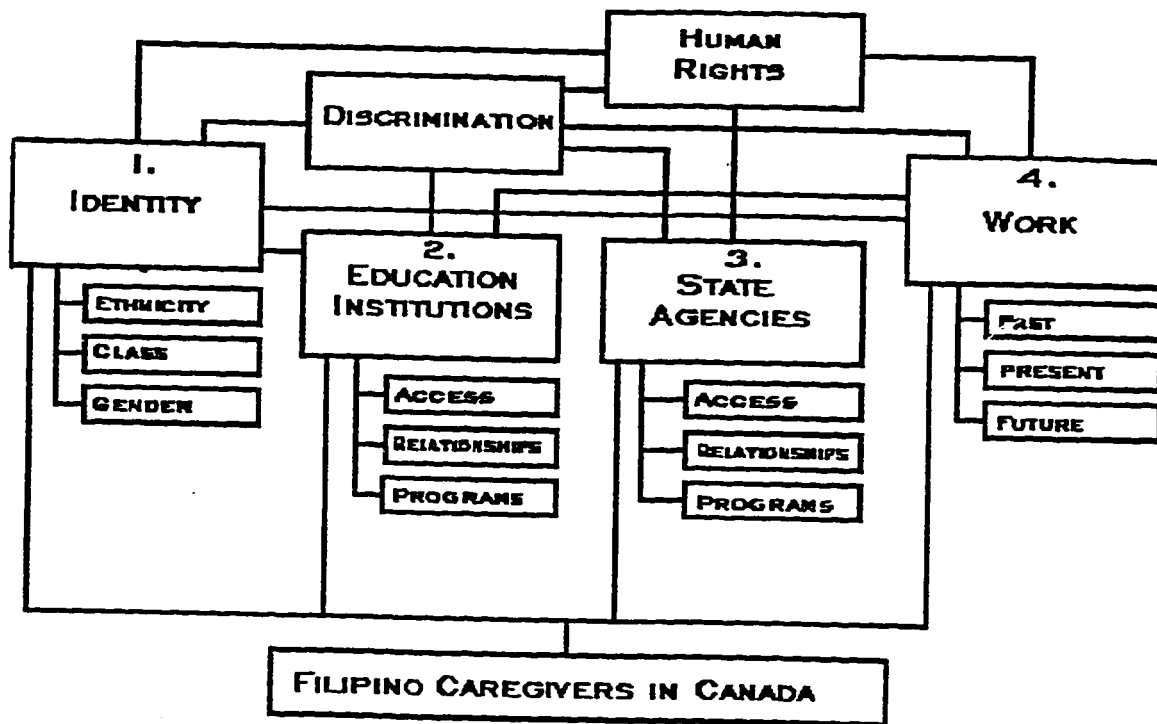 HUMAN
RIGHTS
DISCRIMINATION
1.
IDENTITY
ETHNICITY
CLASS
GENDER
2.
EDUCATION
INSTITUTIONS
ACCESS
RELATIONSHIPS
PROGRAMS
3.
STATE
AGENCIES
ACCESS
RELATIONSHIPS
PROGRAMS
4.
WORK
PAST
PRESENT
FUTURE
FILIPINO CAREGIVERS IN CANADA